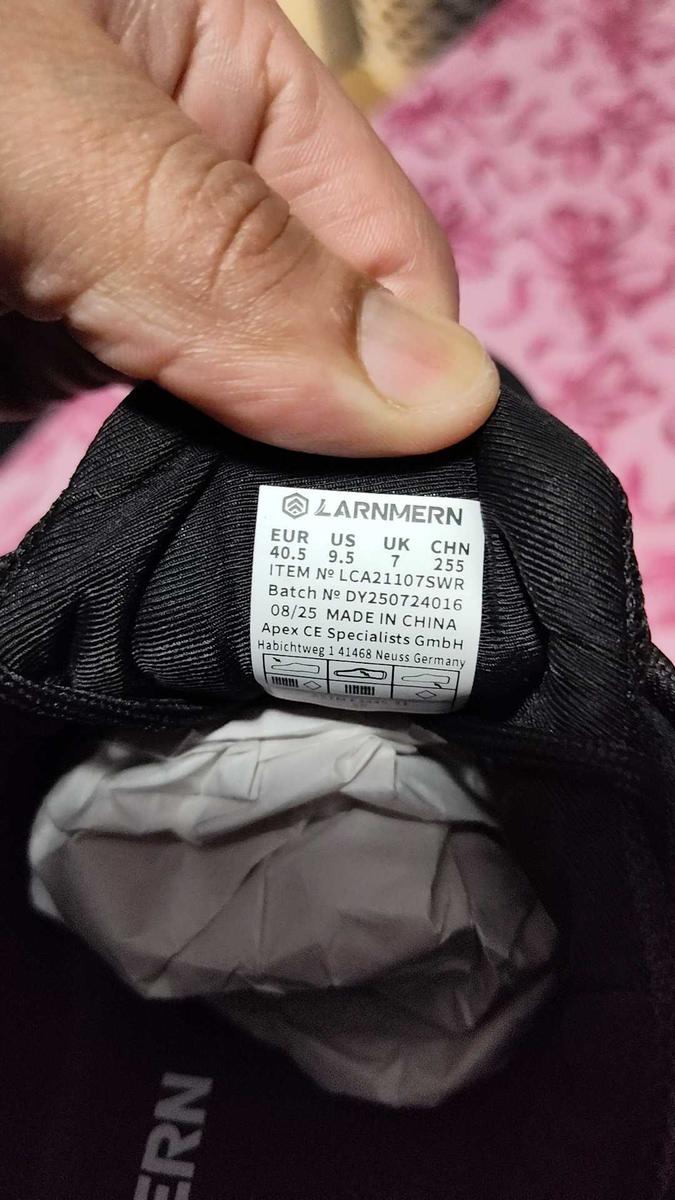 LARNMERN
EUR US UK CHN
40.5 9.5 7 255
ITEM № LCA21107SWR
Batch № DY250724016
08/25 MADE IN CHINA
Apex CE Specialists GmbH
Habichtweg 1 41468 Neuss Germany
ERN